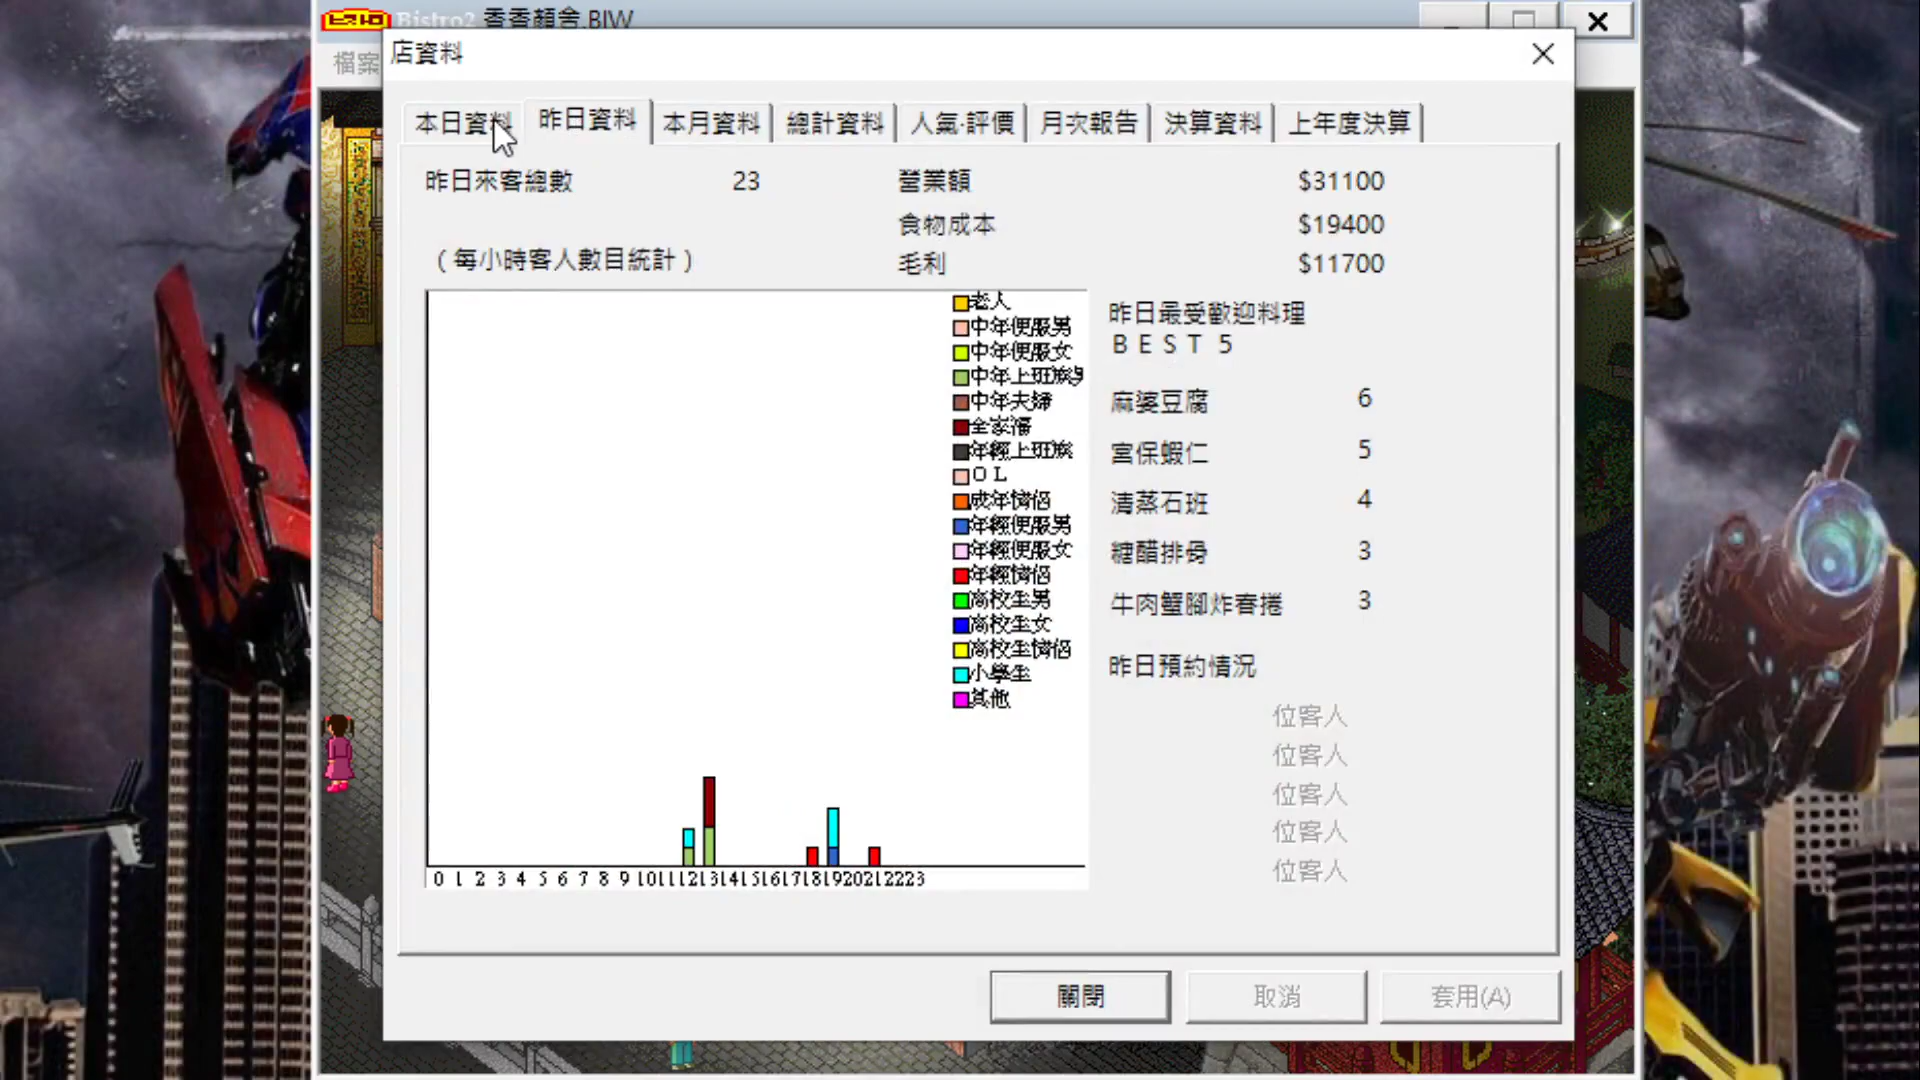 Bistro2 香香顏舍.BIW
店資料
檔案
本日資料 昨日資料 本月資料 總計資料 人氣·評價 月次報告 決算資料 上年度決算
昨日來客總數 23 營業額 $31100
食物成本 $19400
(每小時客人數目統計) 毛利 $11700
老人
中年便服男
中年便服女
中年上班族男
中年夫婦
全家福
年輕上班族
OL
成年情侶
年輕便服男
年輕便服女
年輕情侶
高校生男
高校生女
高校生情侶
小學生
其他
0 1 2 3 4 5 6 7 8 9 10 11 12 13 14 15 16 17 18 19 20 21 22 23
昨日最受歡迎料理
BEST 5
麻婆豆腐 6
宮保蝦仁 5
清蒸石班 4
糖醋排骨 3
牛肉蟹腳炸春捲 3
昨日預約情況
位客人
位客人
位客人
位客人
位客人
關閉 取消 套用(A)